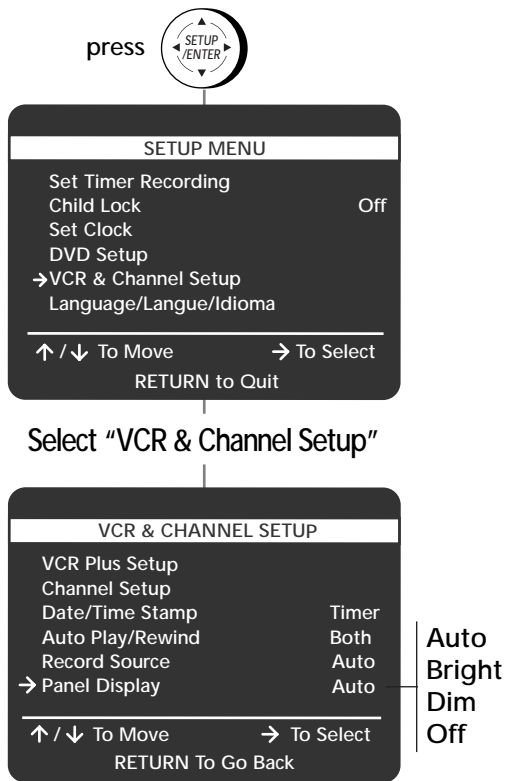 press
SETUP
/ENTER
SETUP MENU
Set Timer Recording
Child Lock Off
Set Clock
DVD Setup
→VCR & Channel Setup
Language/Langue/Idioma
↑ / ↓ To Move → To Select
RETURN to Quit
Select "VCR & Channel Setup"
VCR & CHANNEL SETUP
VCR Plus Setup
Channel Setup
Date/Time Stamp Timer
Auto Play/Rewind Both
Record Source Auto
→ Panel Display Auto
↑ / ↓ To Move → To Select
RETURN To Go Back
Auto
Bright
Dim
Off